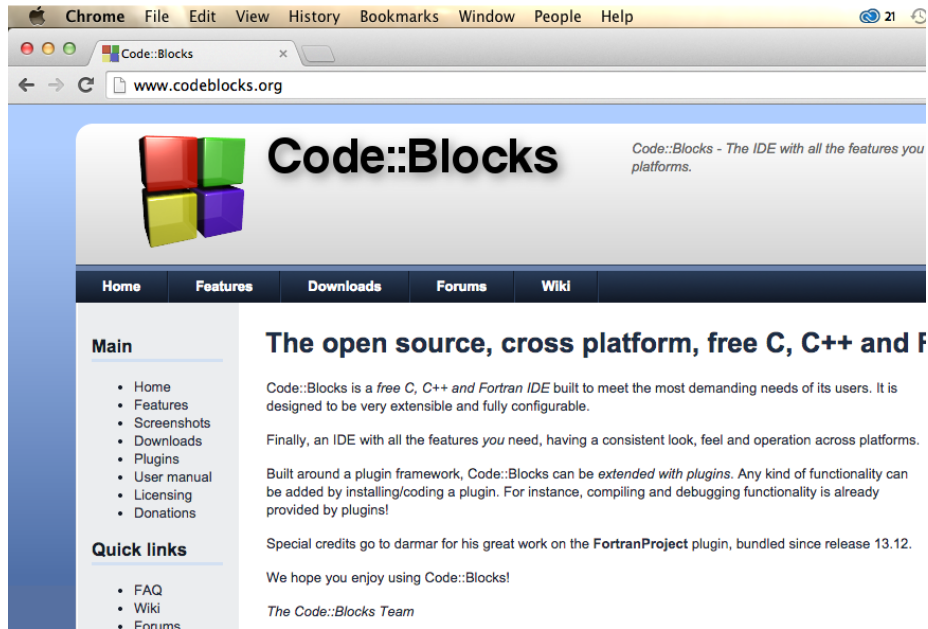 Chrome File Edit View History Bookmarks Window People Help 21
Code::Blocks
www.codeblocks.org
Code::Blocks
Code::Blocks - The IDE with all the features you
platforms.
Home Features Downloads Forums Wiki
Main
• Home
• Features
• Screenshots
• Downloads
• Plugins
• User manual
• Licensing
• Donations
Quick links
• FAQ
• Wiki
• Forums
The open source, cross platform, free C, C++ and F
Code::Blocks is a free C, C++ and Fortran IDE built to meet the most demanding needs of its users. It is
designed to be very extensible and fully configurable.
Finally, an IDE with all the features you need, having a consistent look, feel and operation across platforms.
Built around a plugin framework, Code::Blocks can be extended with plugins. Any kind of functionality can
be added by installing/coding a plugin. For instance, compiling and debugging functionality is already
provided by plugins!
Special credits go to darmar for his great work on the FortranProject plugin, bundled since release 13.12.
We hope you enjoy using Code::Blocks!
The Code::Blocks Team